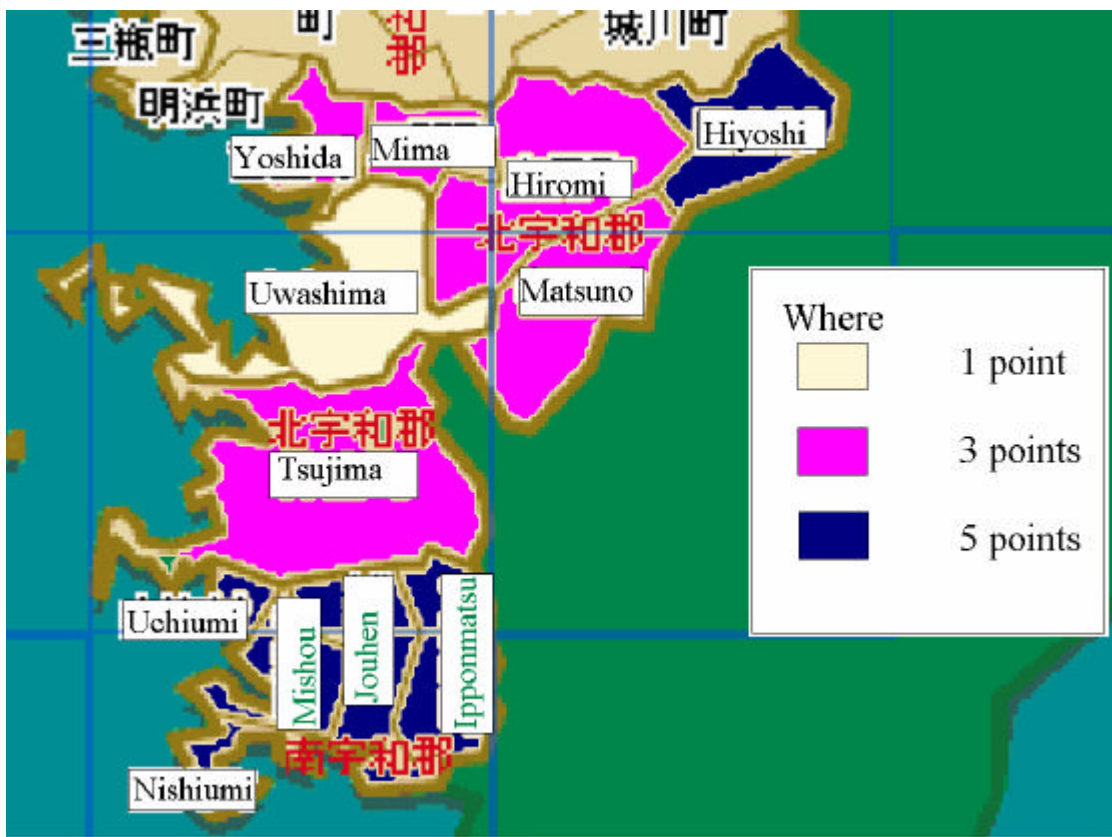 町
三瓶町
郡
城川町
明浜町
Yoshida
Mima
Hiromi
Hiyoshi
北宇和郡
Uwashima
Matsuno
Where
1 point
3 points
5 points
北宇和郡
Tsujima
Uchiumi
Mishou
Jouhen
Ipponmatsu
南宇和郡
Nishiumi